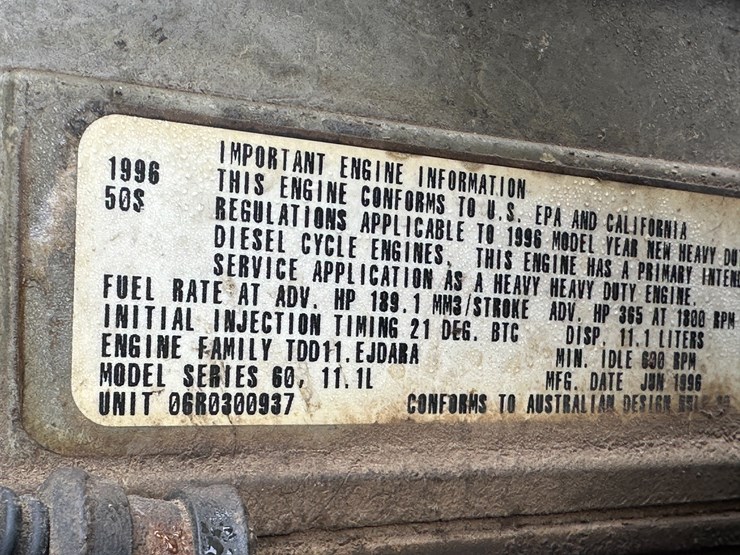 1996
50$
IMPORTANT ENGINE INFORMATION
THIS ENGINE CONFORMS TO U.S. EPA AND CALIFORNIA
REGULATIONS APPLICABLE TO 1996 MODEL YEAR NEW HEAVY DU
DIESEL CYCLE ENGINES. THIS ENGINE HAS A PRIMARY INTEN
SERVICE APPLICATION AS A HEAVY HEAVY DUTY ENGINE.
FUEL RATE AT ADV. HP 189.1 MM3/STROKE ADV. HP 365 AT 1800 RPM
INITIAL INJECTION TIMING 21 DEG. BTC DISP. 11.1 LITERS
ENGINE FAMILY TDD11.EJDARA MIN. IDLE 600 RPM
MODEL SERIES 60, 11.1L MFG. DATE JUN 1996
UNIT 06R0300937 CONFORMS TO AUSTRALIAN DESIGN